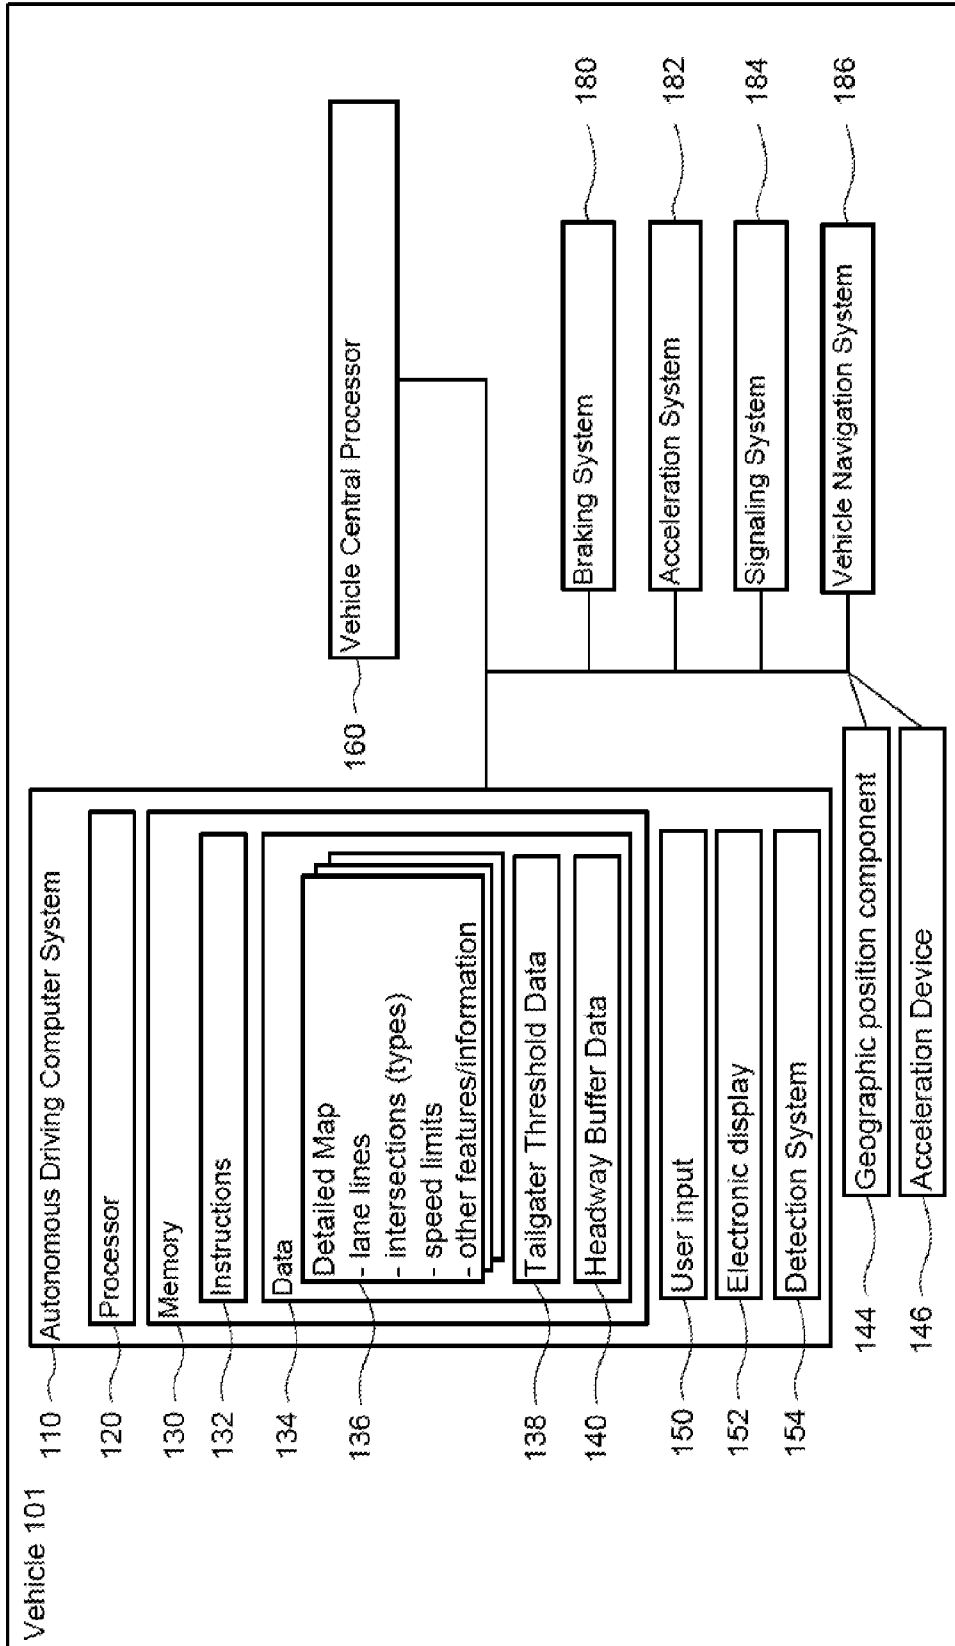 Vehicle 101
110
Autonomous Driving Computer System
120
Processor
130
Memory
132
Instructions
134
Data
136
Detailed Map
- lane lines
- intersections (types)
- speed limits
- other features/information
138
Tailgater Threshold Data
140
Headway Buffer Data
150
User input
152
Electronic display
154
Detection System
144
Geographic position component
146
Acceleration Device
160
Vehicle Central Processor
Braking System
180
Acceleration System
182
Signaling System
184
Vehicle Navigation System
186